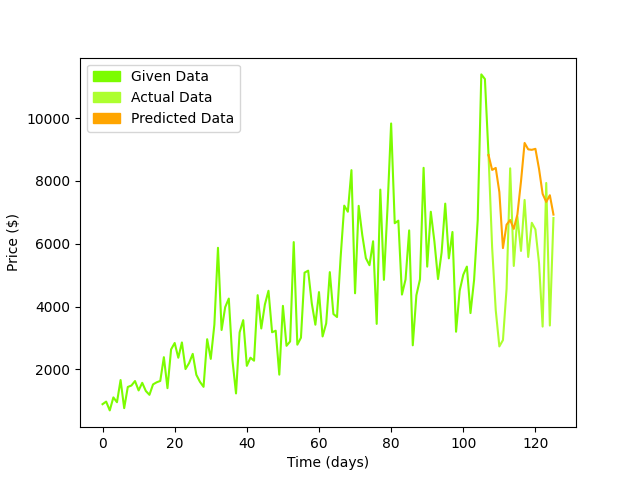 Given Data
Actual Data
Predicted Data
10000
8000
6000
4000
2000
Price ($)
0 20 40 60 80 100 120
Time (days)